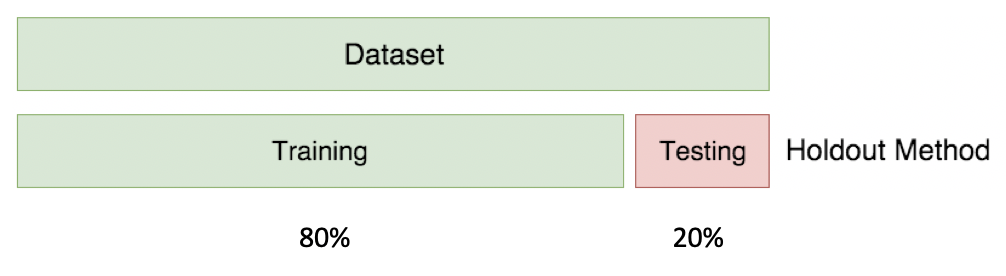 Dataset
Training
Testing
Holdout Method
80%
20%